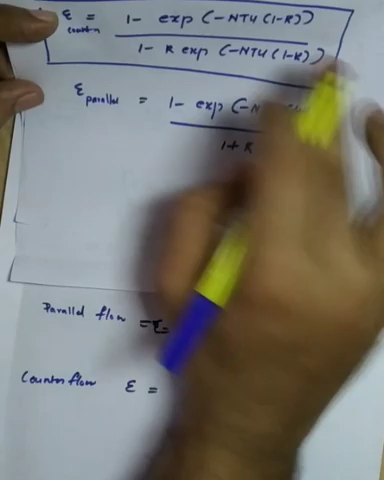 ε counter = 1 - exp (-NTU (1-R))
1 - R exp (-NTU (1-R))
ε parallel = 1 - exp (-N
1 + R
Parallel flow = ε =
Counter flow ε =